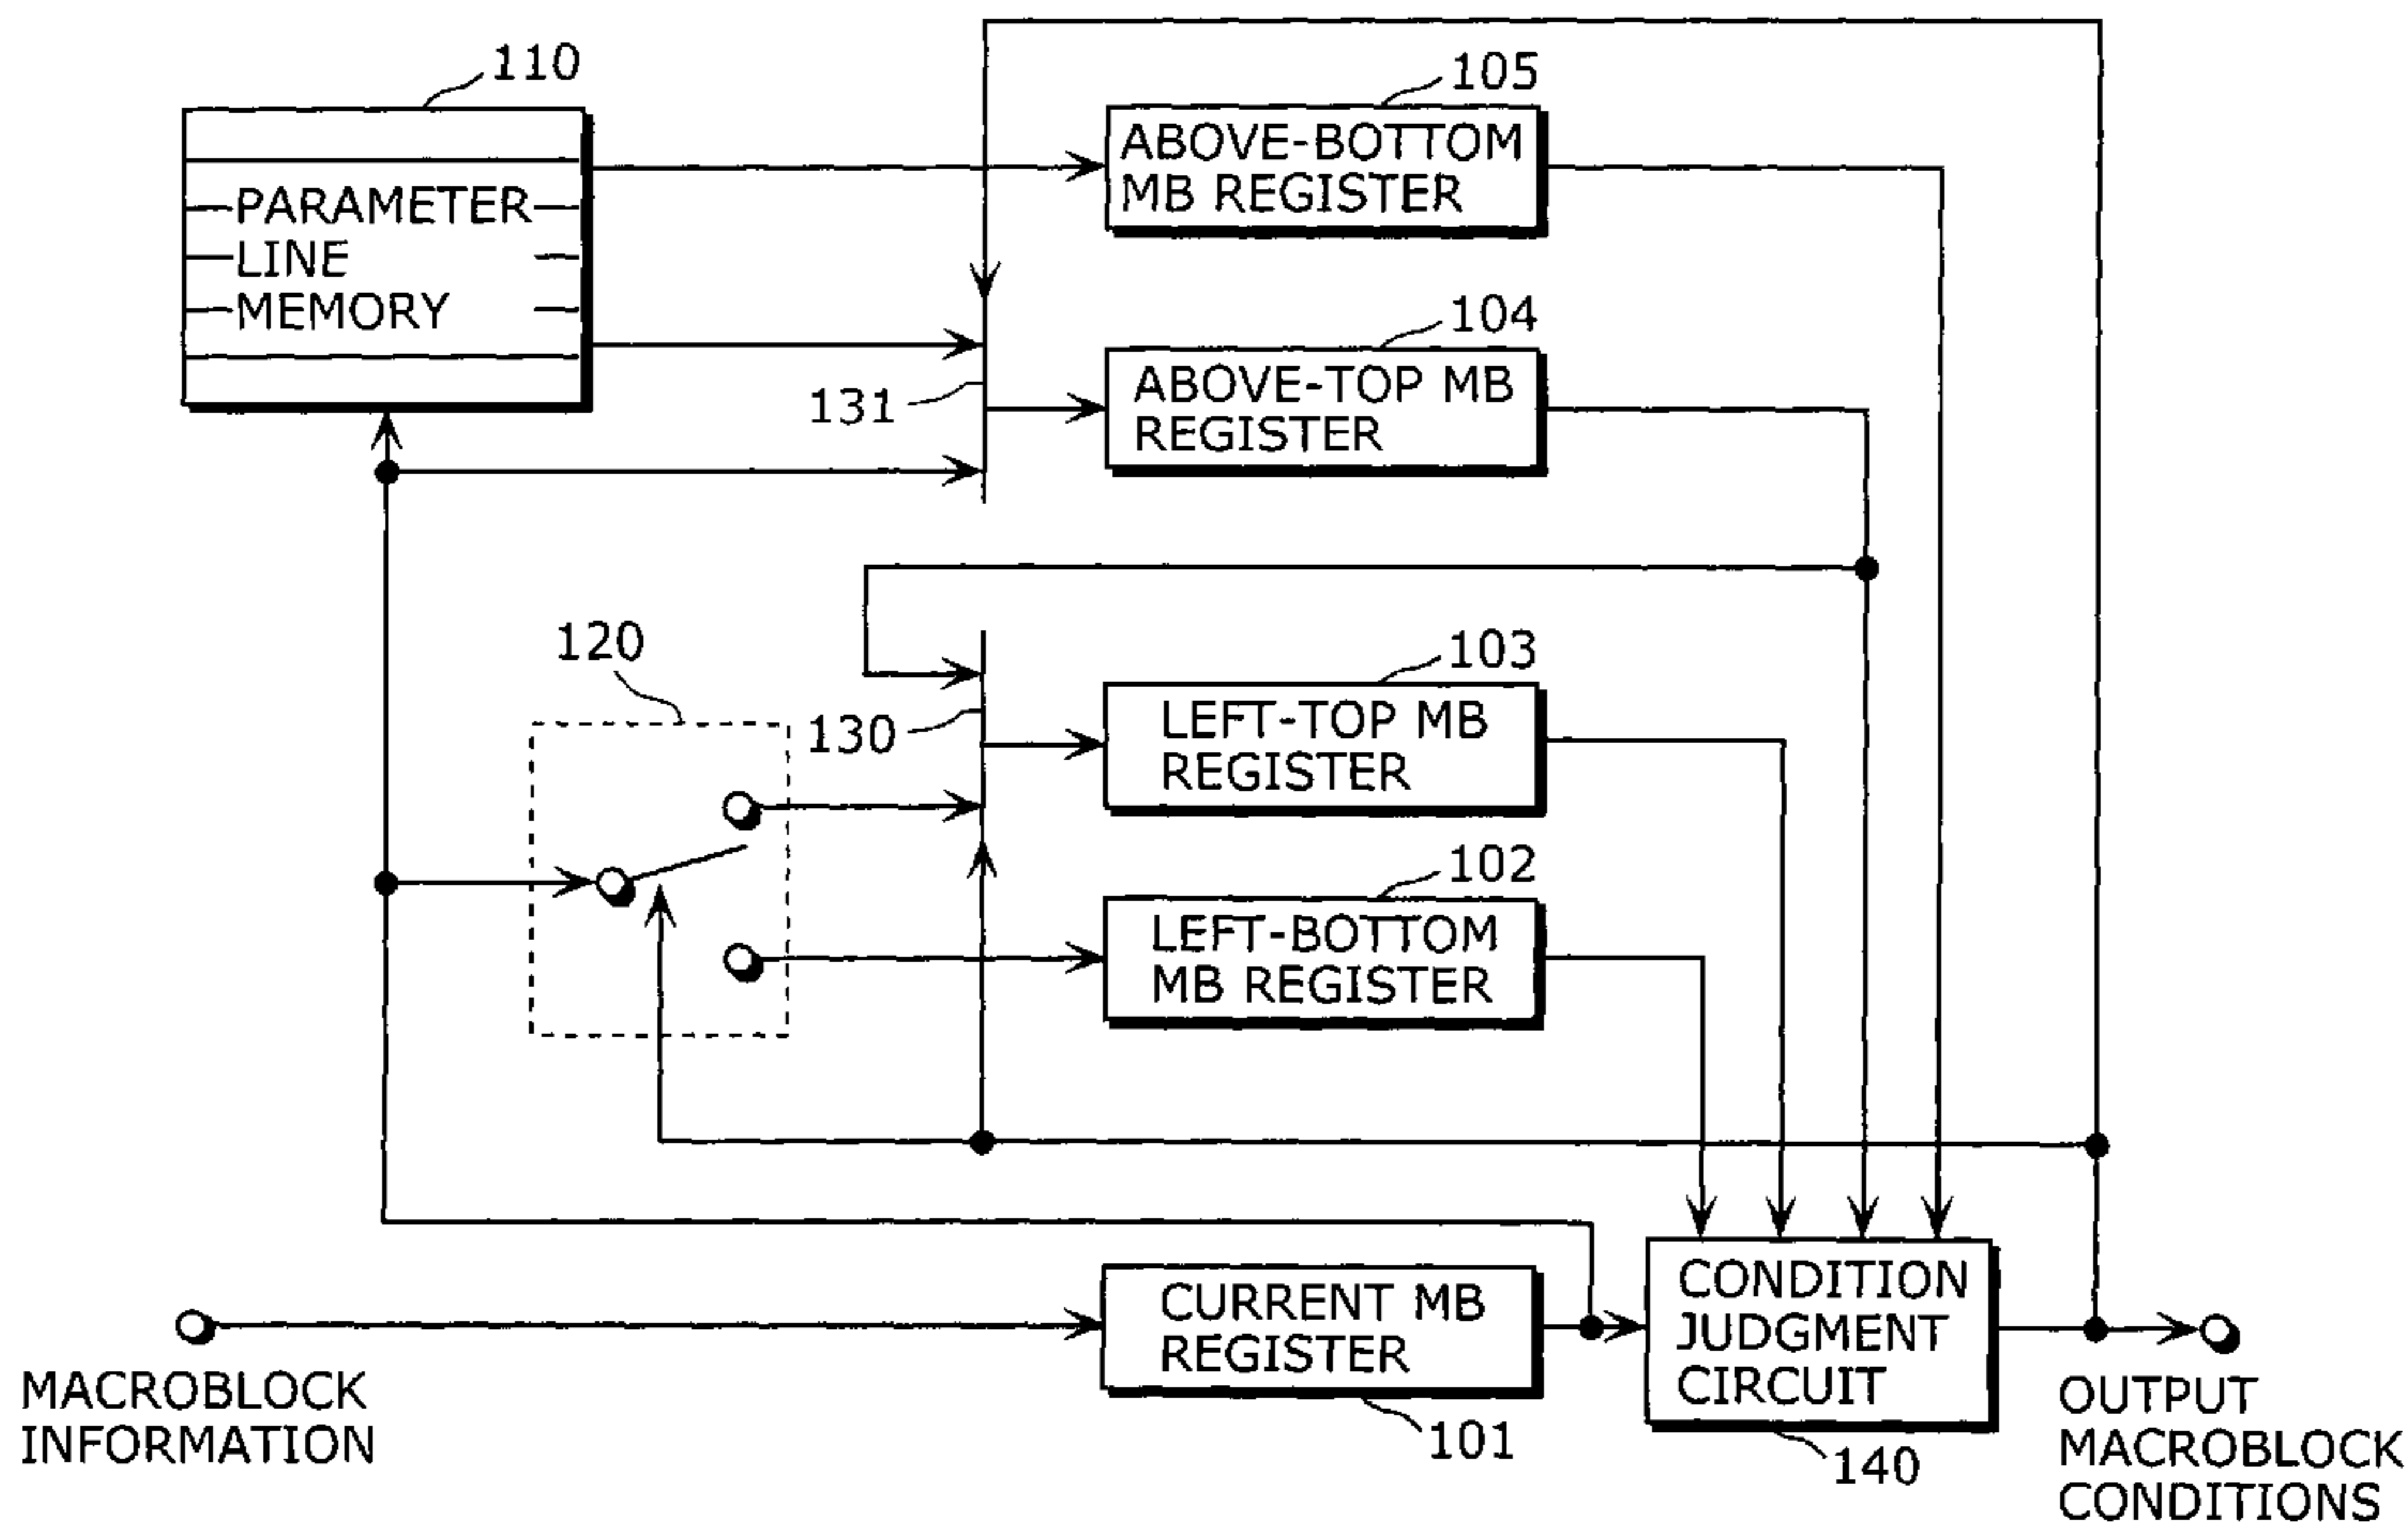 110
105
ABOVE-BOTTOM
MB REGISTER
PARAMETER
LINE
MEMORY
104
ABOVE-TOP MB
REGISTER
131
120
103
130
LEFT-TOP MB
REGISTER
102
LEFT-BOTTOM
MB REGISTER
CURRENT MB
REGISTER
101
CONDITION
JUDGMENT
CIRCUIT
140
MACROBLOCK
INFORMATION
OUTPUT
MACROBLOCK
CONDITIONS